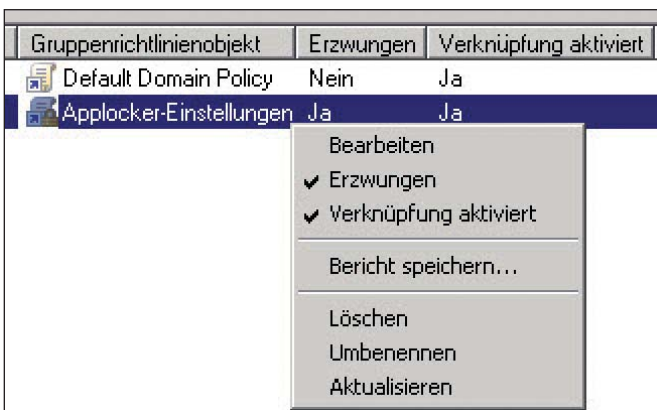 Gruppenrichtlinienobjekt Erzwungen Verknüpfung aktiviert
Default Domain Policy Nein Ja
Applocker-Einstellungen Ja Ja
Bearbeiten
Erzwungen
Verknüpfung aktiviert
Bericht speichern...
Löschen
Umbenennen
Aktualisieren